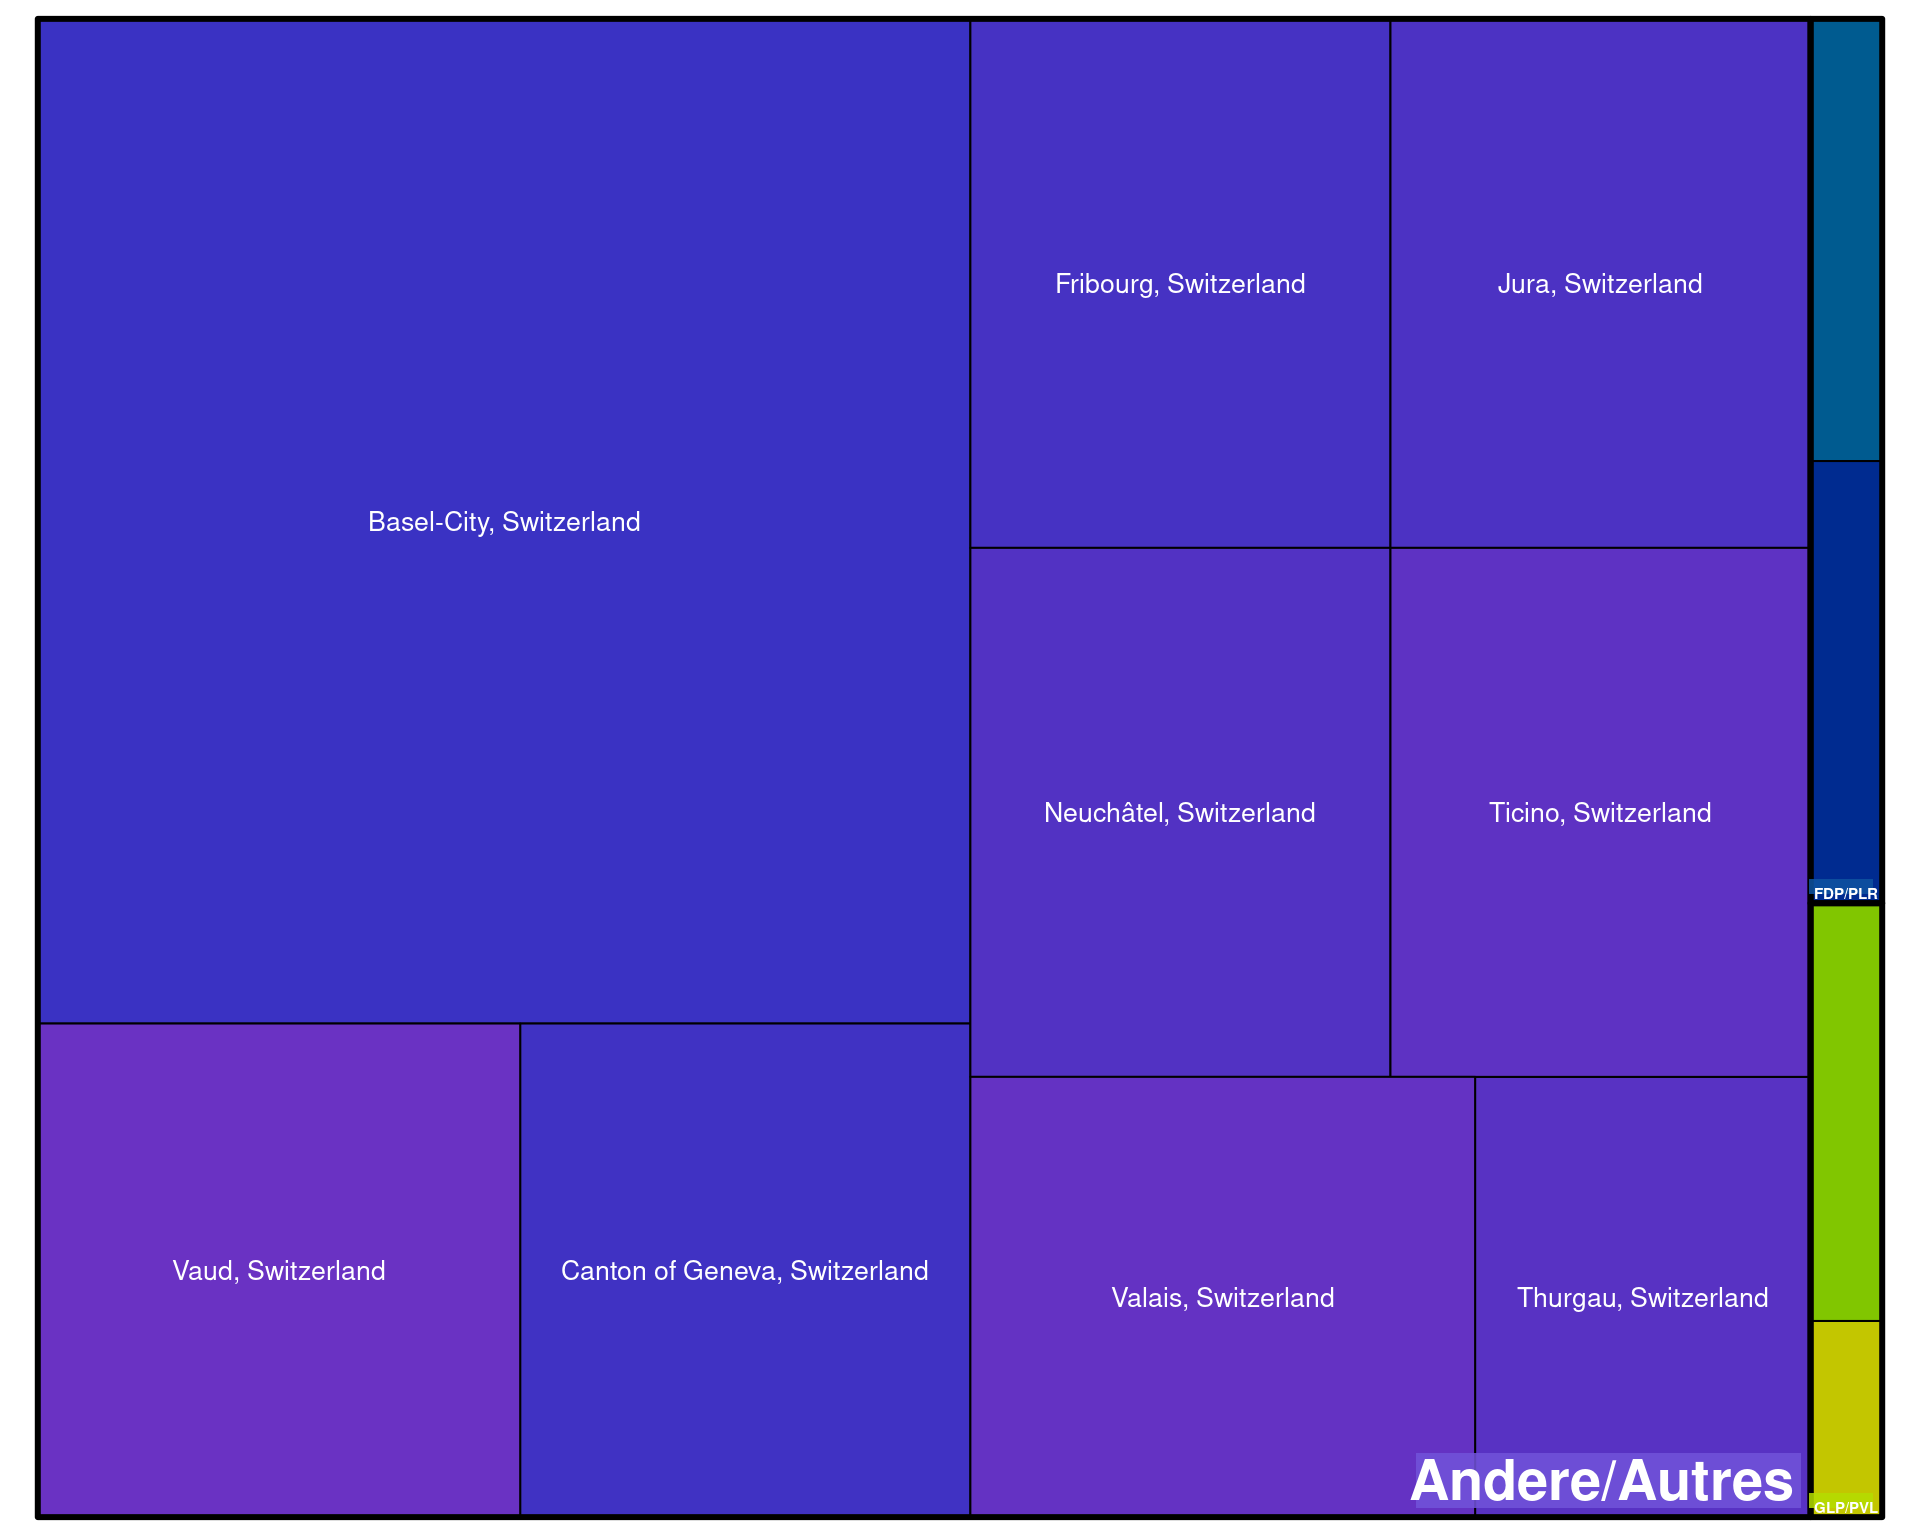 Fribourg, Switzerland
Jura, Switzerland
Basel-City, Switzerland
Neuchâtel, Switzerland
Ticino, Switzerland
FDP/PLR
Vaud, Switzerland
Canton of Geneva, Switzerland
Valais, Switzerland
Thurgau, Switzerland
Andere/Autres
GLP/PVL